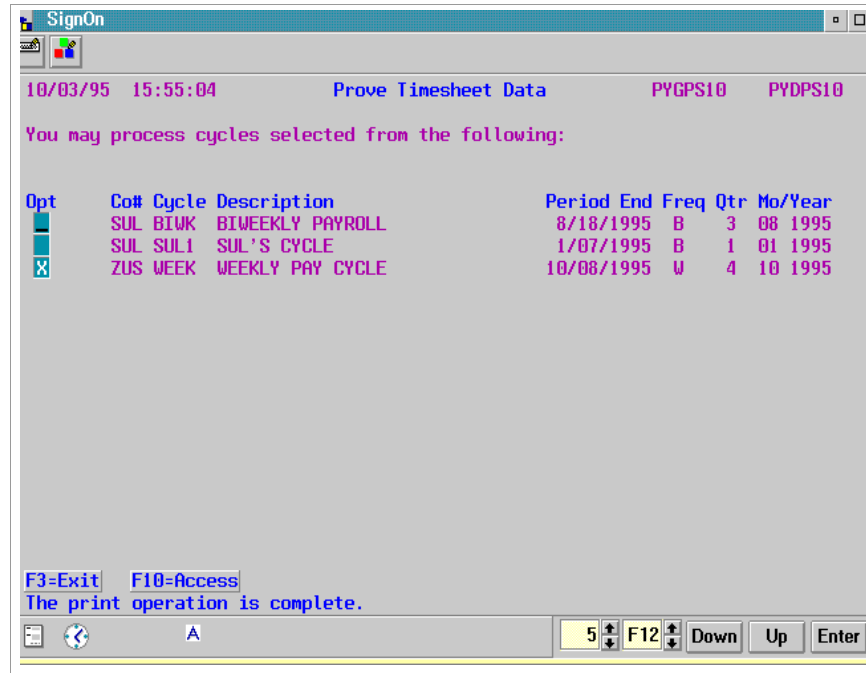 SignOn
10/03/95 15:55:04 Prove Timesheet Data PYGPS10 PYDPS10
You may process cycles selected from the following:
Opt Co# Cycle Description Period End Freq Qtr Mo/Year
SUL BIWK BIWEEKLY PAYROLL 8/18/1995 B 3 08 1995
SUL SUL1 SUL'S CYCLE 1/07/1995 B 1 01 1995
X ZUS WEEK WEEKLY PAY CYCLE 10/08/1995 W 4 10 1995
F3=Exit F10=Access
The print operation is complete.
A 5 F12 Down Up Enter